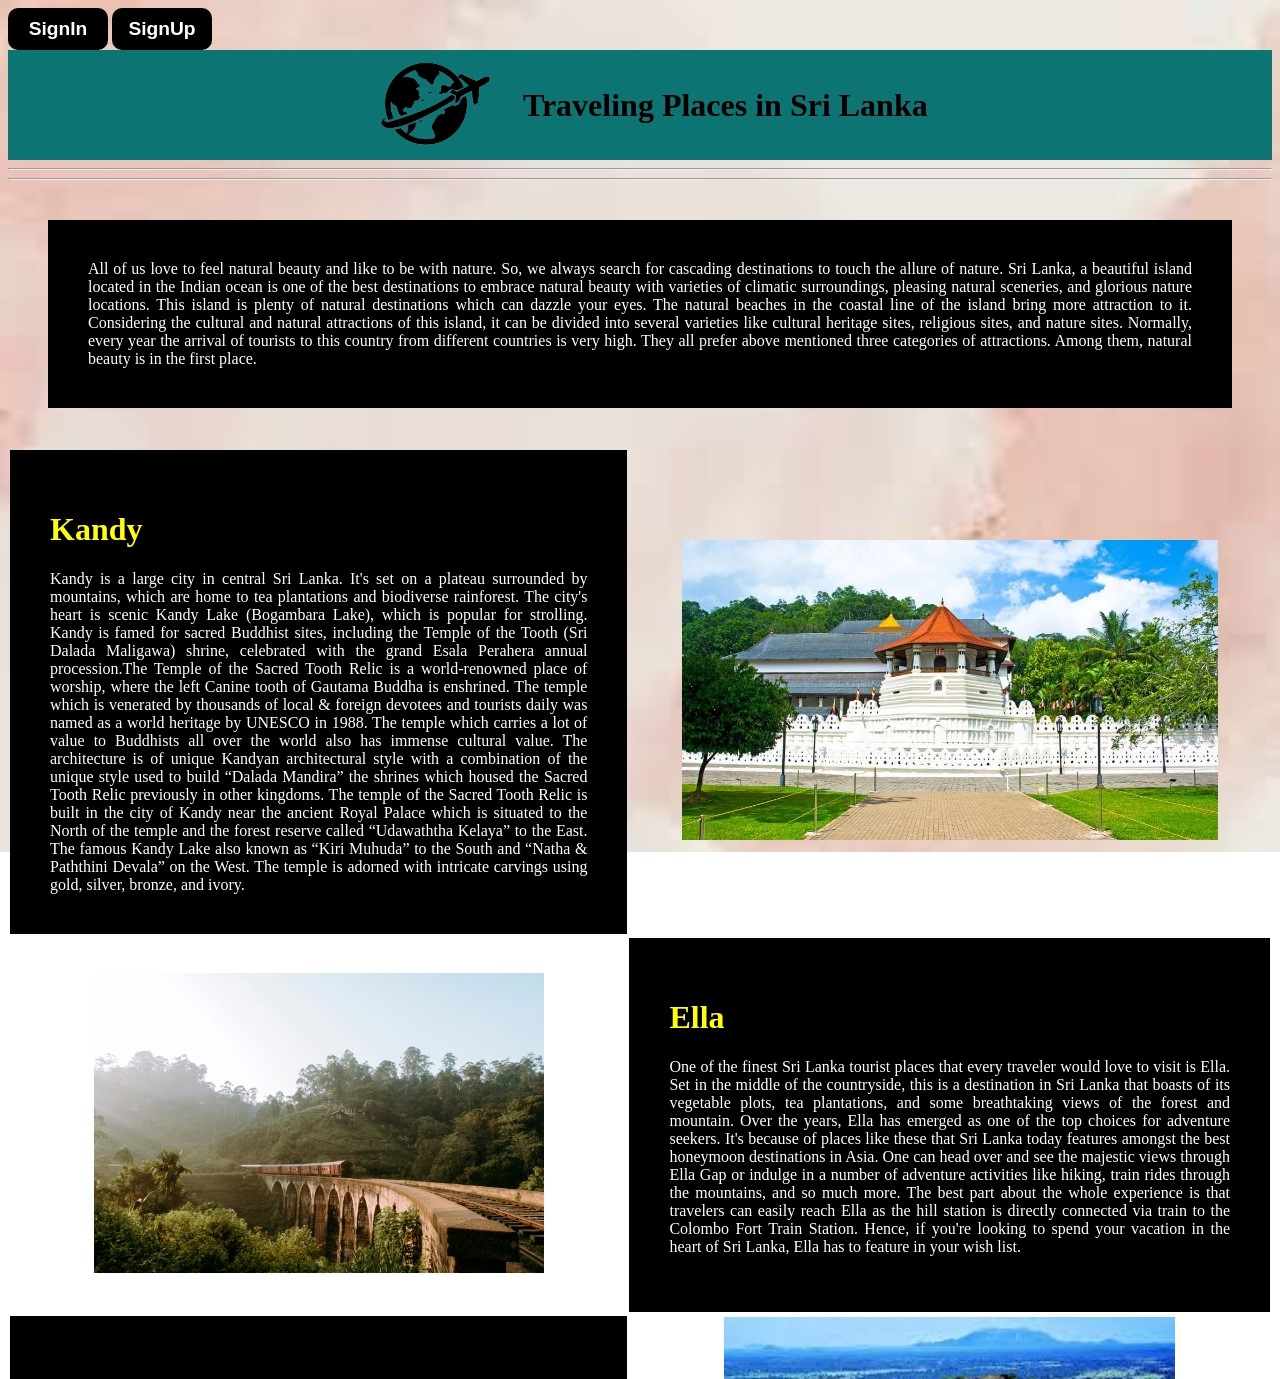 SignIn
SignUp
Traveling Places in Sri Lanka
All of us love to feel natural beauty and like to be with nature. So, we always search for cascading destinations to touch the allure of nature. Sri Lanka, a beautiful island
located in the Indian ocean is one of the best destinations to embrace natural beauty with varieties of climatic surroundings, pleasing natural sceneries, and glorious nature
locations. This island is plenty of natural destinations which can dazzle your eyes. The natural beaches in the coastal line of the island bring more attraction to it.
Considering the cultural and natural attractions of this island, it can be divided into several varieties like cultural heritage sites, religious sites, and nature sites. Normally,
every year the arrival of tourists to this country from different countries is very high. They all prefer above mentioned three categories of attractions. Among them, natural
beauty is in the first place.
Kandy
Kandy is a large city in central Sri Lanka. It's set on a plateau surrounded by
mountains, which are home to tea plantations and biodiverse rainforest. The city's
heart is scenic Kandy Lake (Bogambara Lake), which is popular for strolling.
Kandy is famed for sacred Buddhist sites, including the Temple of the Tooth (Sri
Dalada Maligawa) shrine, celebrated with the grand Esala Perahera annual
procession.The Temple of the Sacred Tooth Relic is a world-renowned place of
worship, where the left Canine tooth of Gautama Buddha is enshrined. The temple
which is venerated by thousands of local & foreign devotees and tourists daily was
named as a world heritage by UNESCO in 1988. The temple which carries a lot of
value to Buddhists all over the world also has immense cultural value. The
architecture is of unique Kandyan architectural style with a combination of the
unique style used to build “Dalada Mandira” the shrines which housed the Sacred
Tooth Relic previously in other kingdoms. The temple of the Sacred Tooth Relic is
built in the city of Kandy near the ancient Royal Palace which is situated to the
North of the temple and the forest reserve called “Udawaththa Kelaya” to the East.
The famous Kandy Lake also known as “Kiri Muhuda” to the South and “Natha &
Paththini Devala” on the West. The temple is adorned with intricate carvings using
gold, silver, bronze, and ivory.
Ella
One of the finest Sri Lanka tourist places that every traveler would love to visit is Ella.
Set in the middle of the countryside, this is a destination in Sri Lanka that boasts of its
vegetable plots, tea plantations, and some breathtaking views of the forest and
mountain. Over the years, Ella has emerged as one of the top choices for adventure
seekers. It's because of places like these that Sri Lanka today features amongst the best
honeymoon destinations in Asia. One can head over and see the majestic views through
Ella Gap or indulge in a number of adventure activities like hiking, train rides through
the mountains, and so much more. The best part about the whole experience is that
travelers can easily reach Ella as the hill station is directly connected via train to the
Colombo Fort Train Station. Hence, if you're looking to spend your vacation in the
heart of Sri Lanka, Ella has to feature in your wish list.